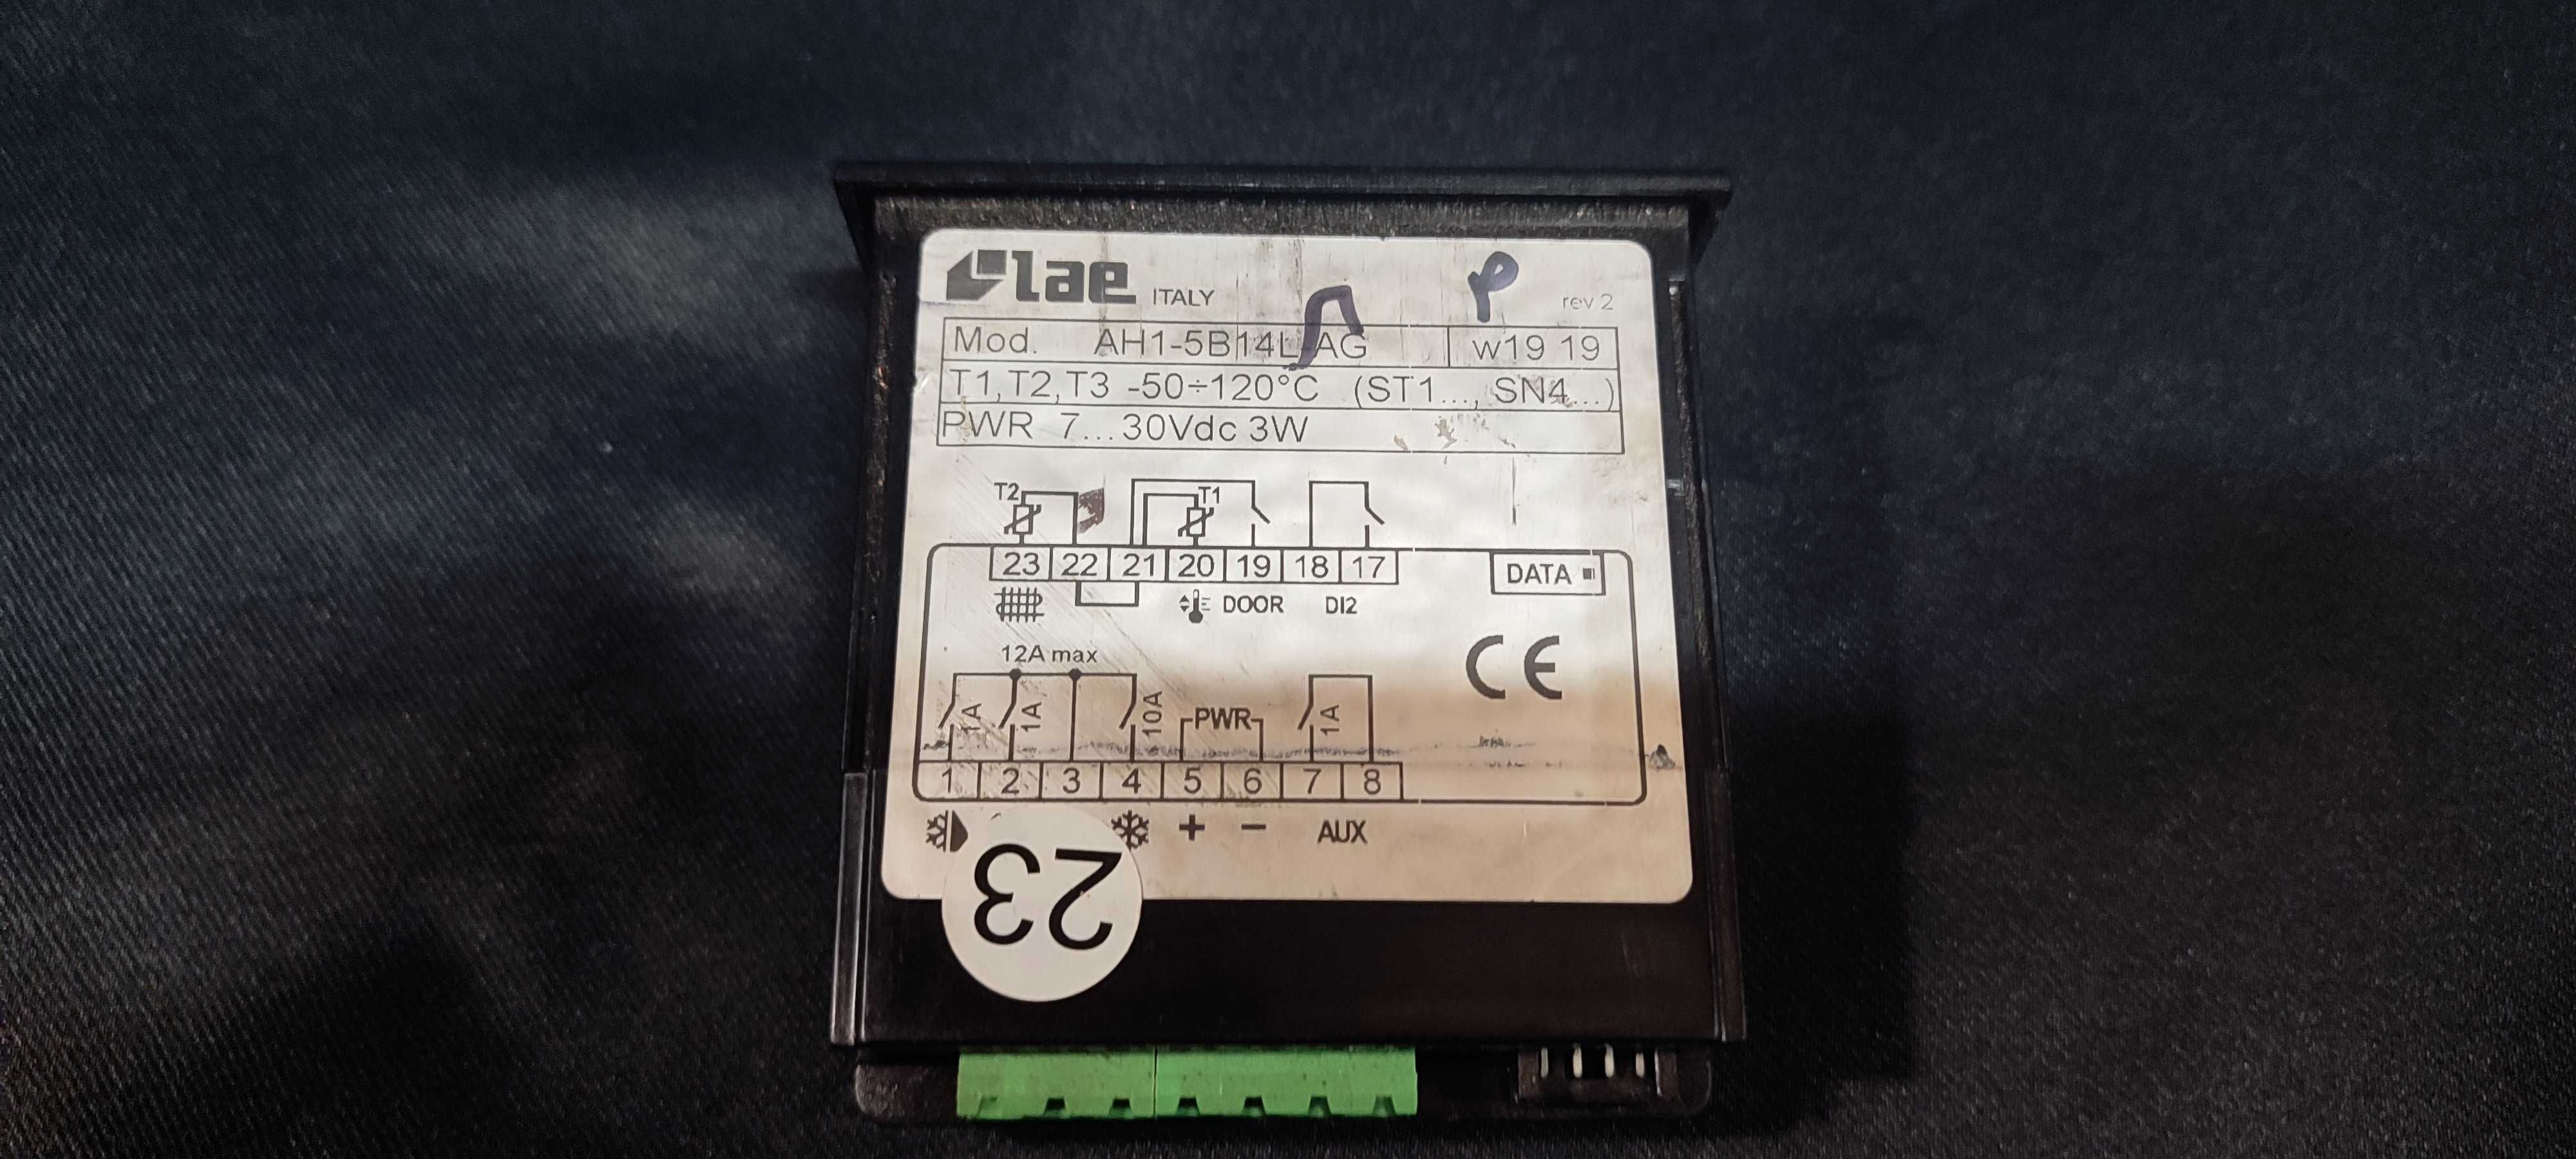 lae ITALY
rev 2
Mod. AH1-5B14L-AG w19 19
T1,T2,T3 -50÷120°C (ST1..., SN4...)
PWR 7...30Vdc 3W
T2 T1
23 22 21 20 19 18 17 DATA
DOOR DI2
12A max
CE
1A 1A 10A PWR 1A
1 2 3 4 5 6 7 8
+ − AUX
23